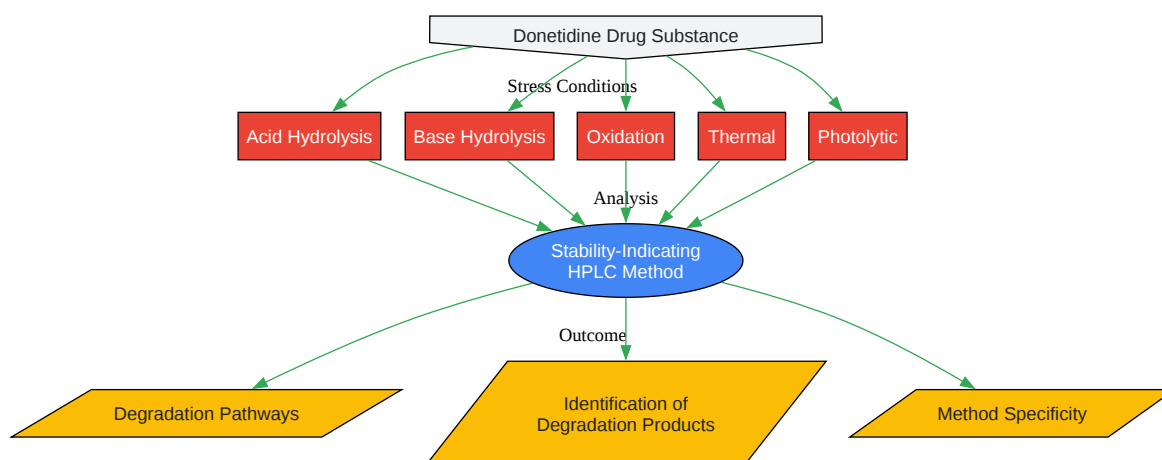 Donetidine Drug Substance
Stress Conditions
Acid Hydrolysis
Base Hydrolysis
Oxidation
Thermal
Photolytic
Analysis
Stability-Indicating
HPLC Method
Outcome
Degradation Pathways
Identification of
Degradation Products
Method Specificity